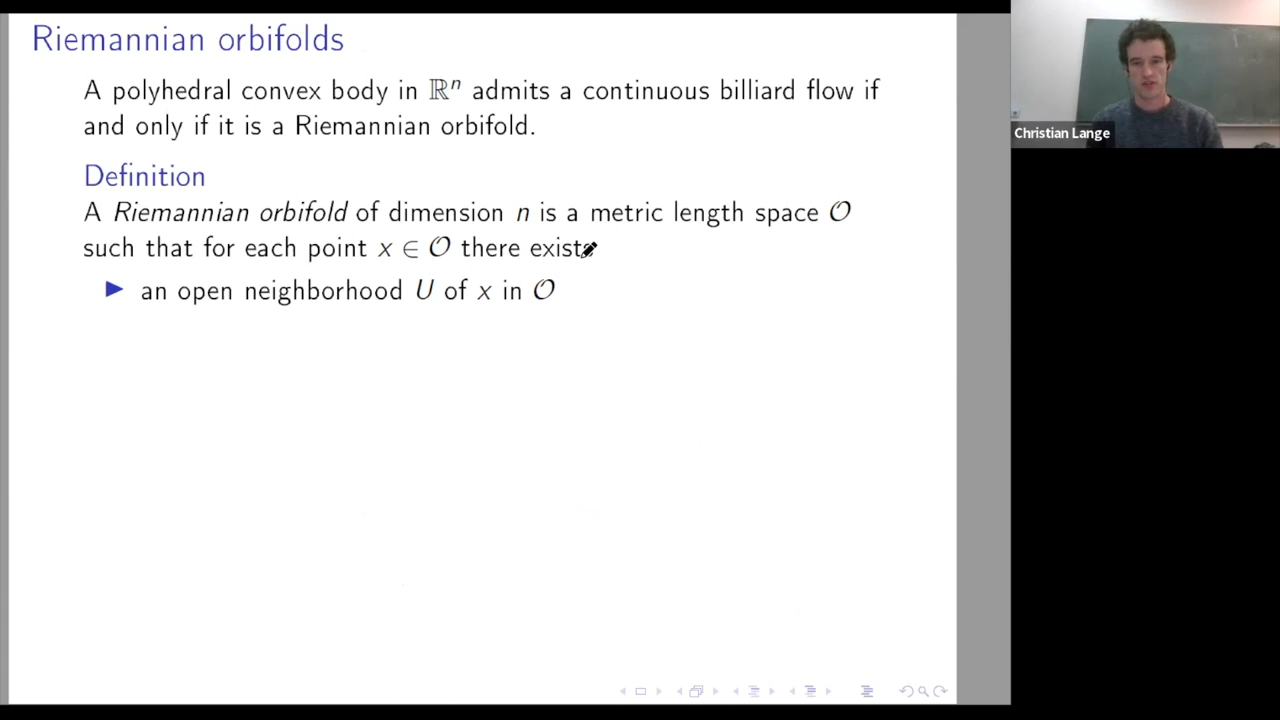 Riemannian orbifolds
A polyhedral convex body in ℝⁿ admits a continuous billiard flow if
and only if it is a Riemannian orbifold.
Definition
A Riemannian orbifold of dimension n is a metric length space 𝒪
such that for each point x ∈ 𝒪 there exists
▶ an open neighborhood U of x in 𝒪
Christian Lange